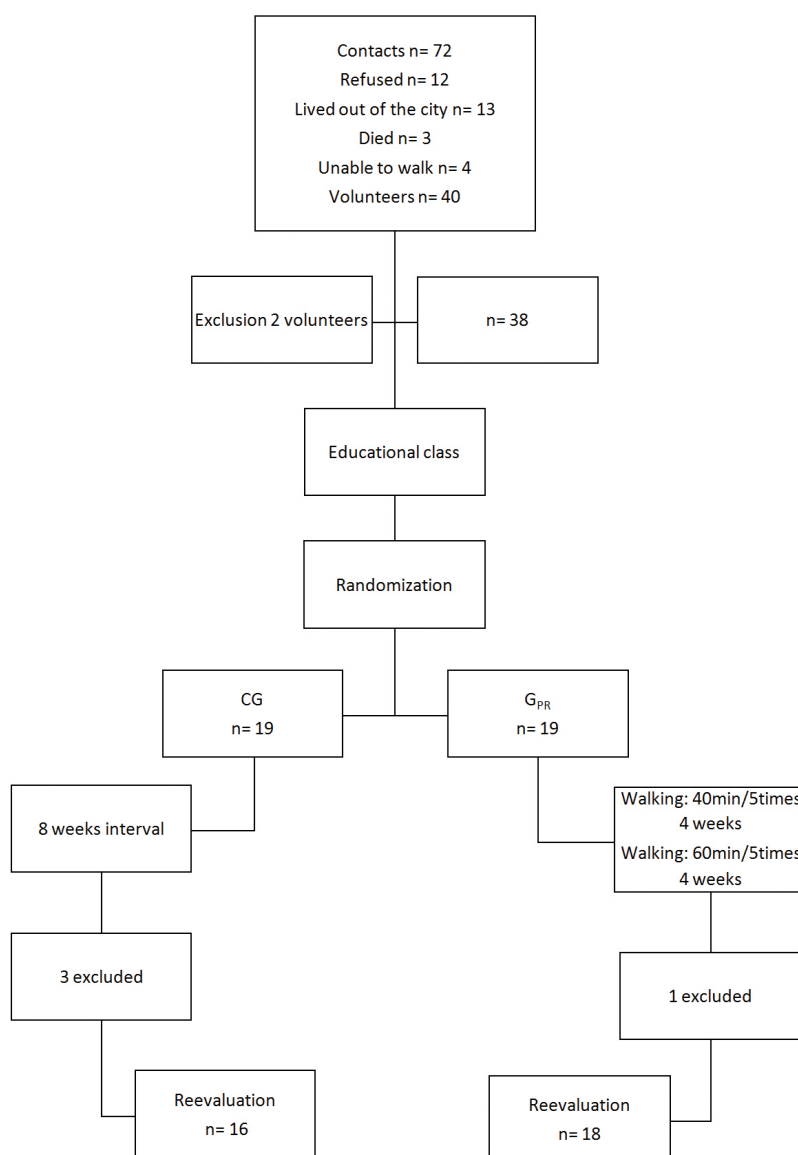 Contacts n= 72
Refused n= 12
Lived out of the city n= 13
Died n= 3
Unable to walk n= 4
Volunteers n= 40
Exclusion 2 volunteers
n= 38
Educational class
Randomization
CG
n= 19
GPR
n= 19
8 weeks interval
Walking: 40min/5times
4 weeks
Walking: 60min/5times
4 weeks
3 excluded
1 excluded
Reevaluation
n= 16
Reevaluation
n= 18